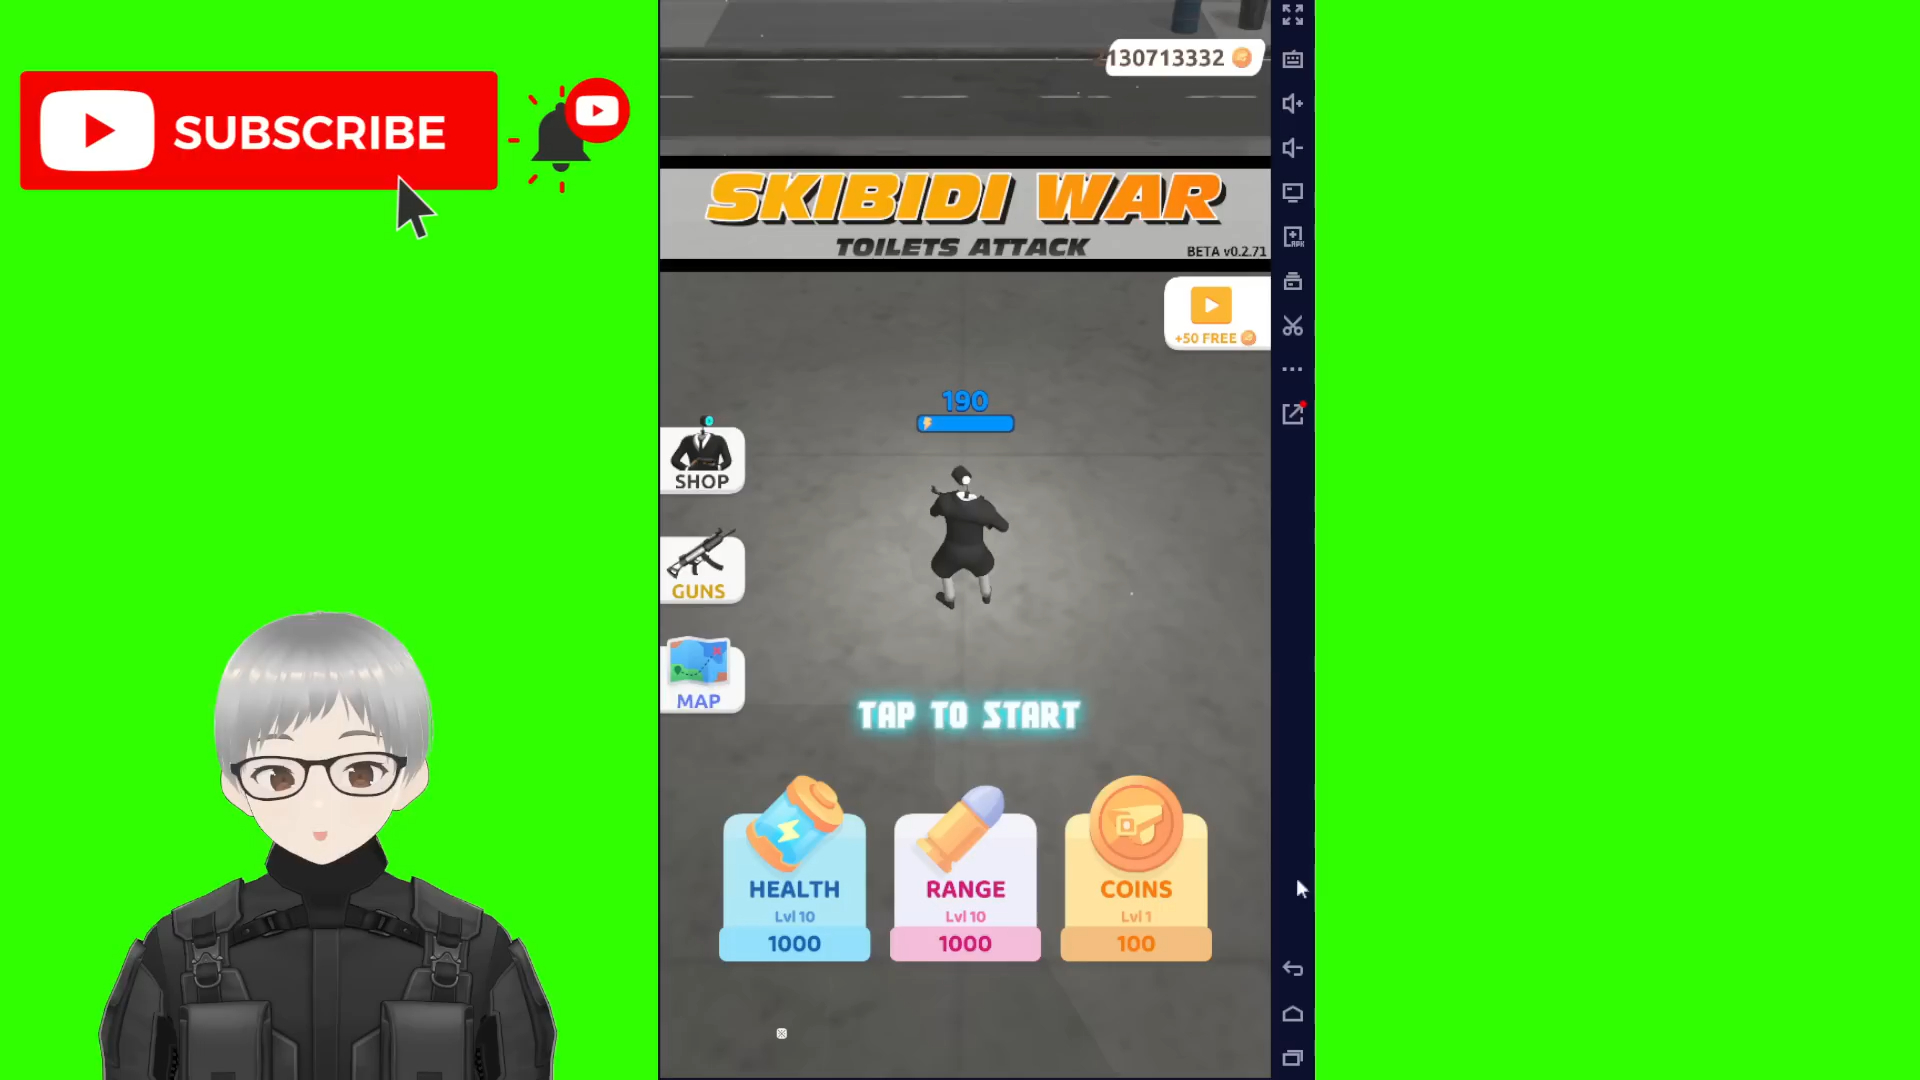 SUBSCRIBE
130713332
SKIBIDI WAR
TOILETS ATTACK
BETA v0.2.71
+50 FREE
190
SHOP
GUNS
MAP
TAP TO START
HEALTH
Lvl 10
1000
RANGE
Lvl 10
1000
COINS
Lvl 1
100